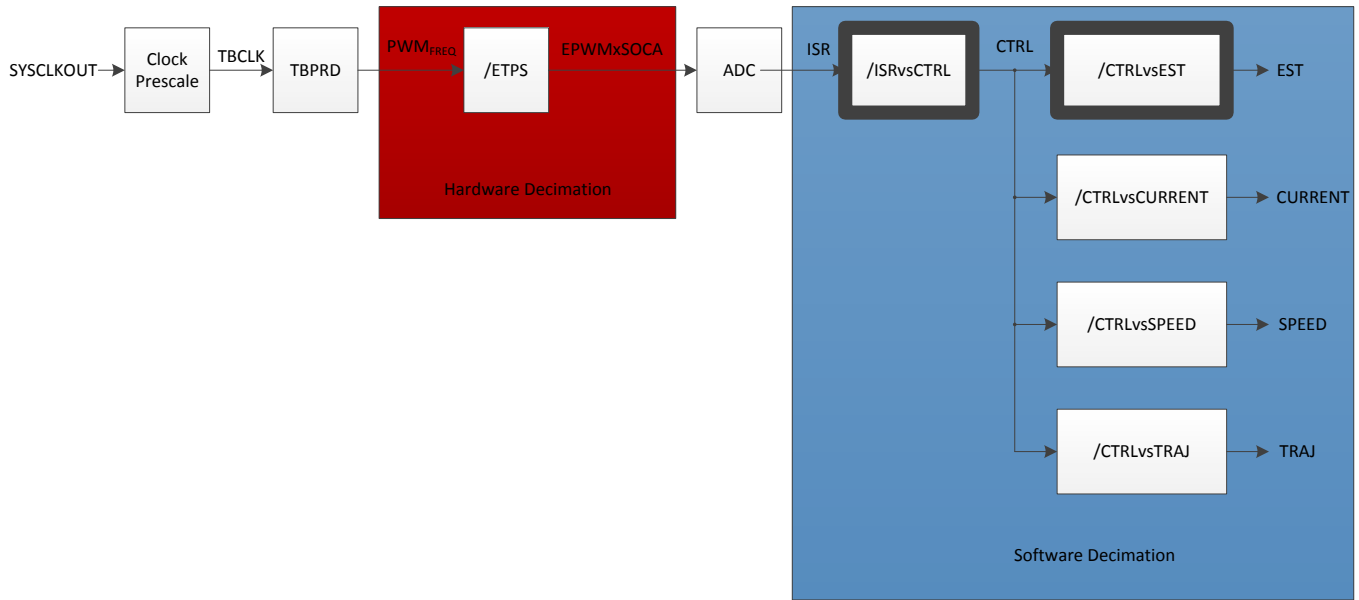 SYSCLKOUT
Clock
Prescale
TBCLK
TBPRD
PWMFREQ
/ETPS
EPWMxSOCA
Hardware Decimation
ADC
ISR
/ISRvsCTRL
CTRL
/CTRLvsEST
EST
/CTRLvsCURRENT
CURRENT
/CTRLvsSPEED
SPEED
/CTRLvsTRAJ
TRAJ
Software Decimation